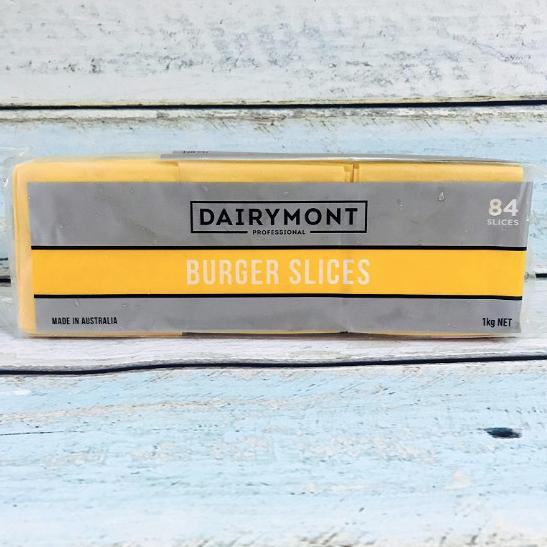 DAIRYMONT
PROFESSIONAL
84
SLICES
BURGER SLICES
MADE IN AUSTRALIA
1kg NET